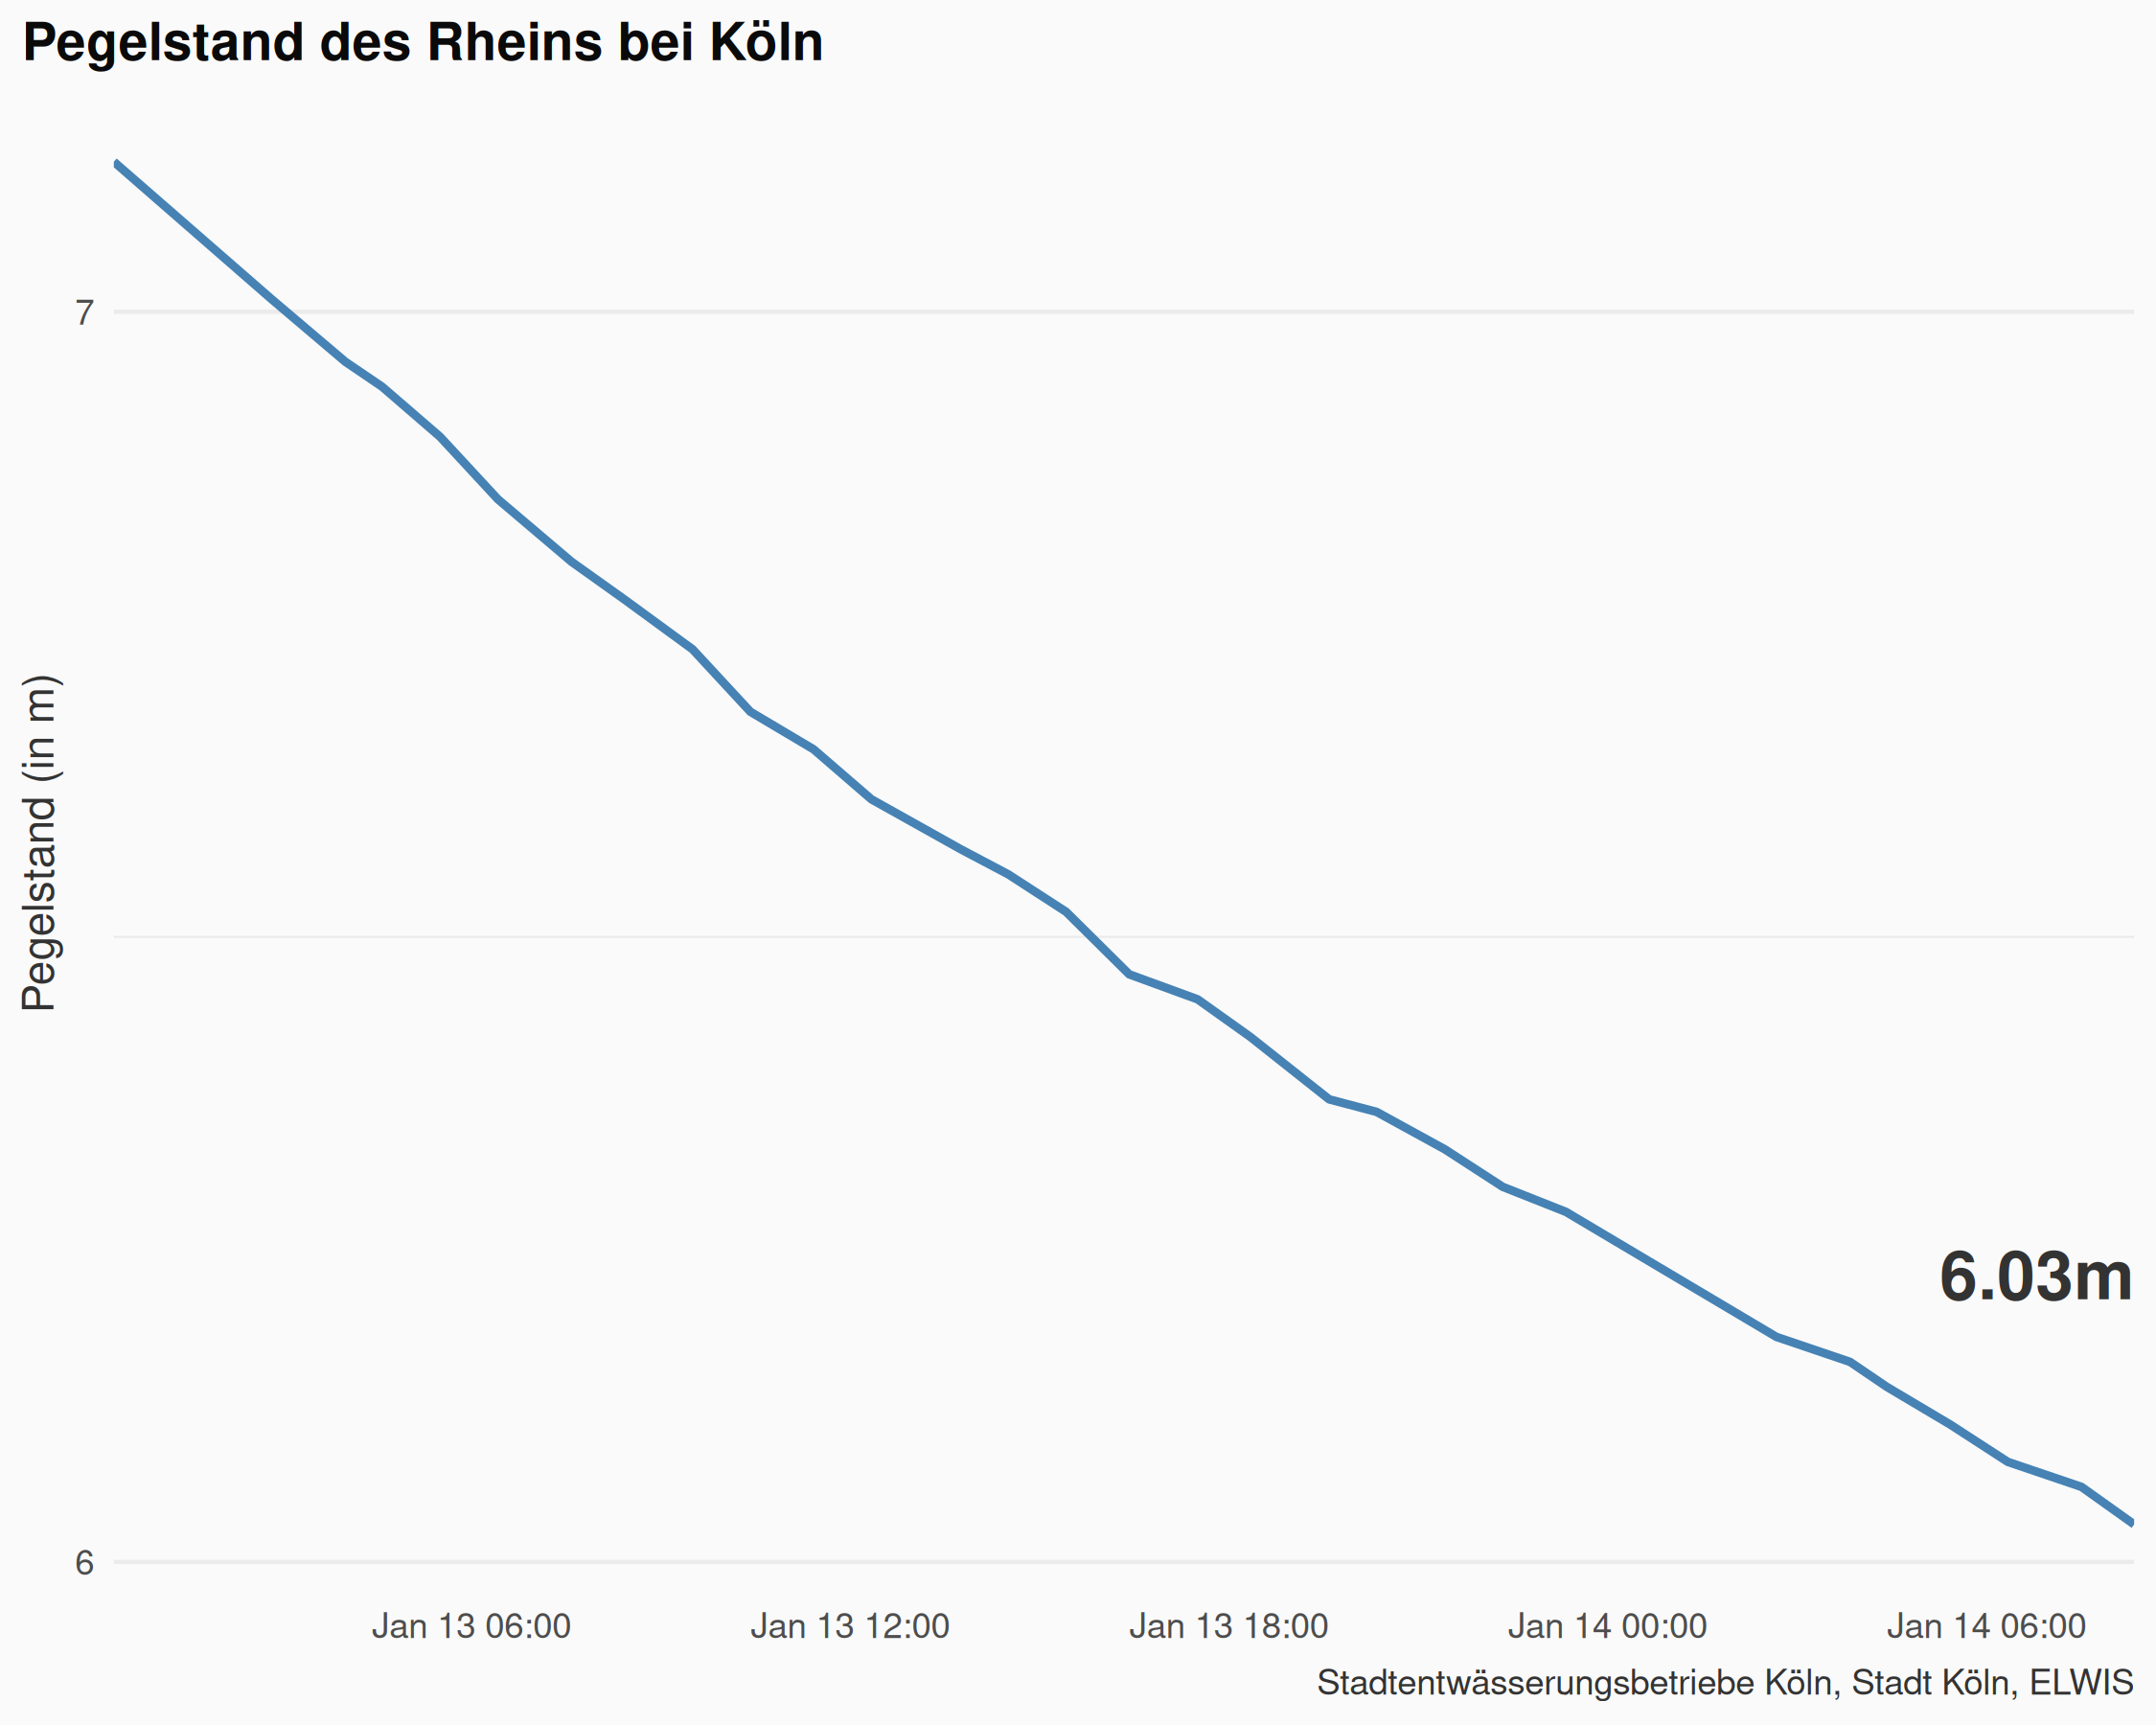 Pegelstand des Rheins bei Köln
Pegelstand (in m)
7
6
6.03m
Jan 13 06:00
Jan 13 12:00
Jan 13 18:00
Jan 14 00:00
Jan 14 06:00
Stadtentwässerungsbetriebe Köln, Stadt Köln, ELWIS